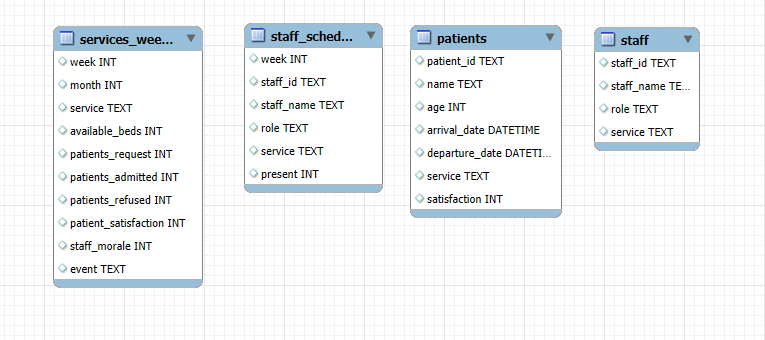 services_wee...
week INT
month INT
service TEXT
available_beds INT
patients_request INT
patients_admitted INT
patients_refused INT
patient_satisfaction INT
staff_morale INT
event TEXT
staff_sched...
week INT
staff_id TEXT
staff_name TEXT
role TEXT
service TEXT
present INT
patients
patient_id TEXT
name TEXT
age INT
arrival_date DATETIME
departure_date DATETI...
service TEXT
satisfaction INT
staff
staff_id TEXT
staff_name TE...
role TEXT
service TEXT